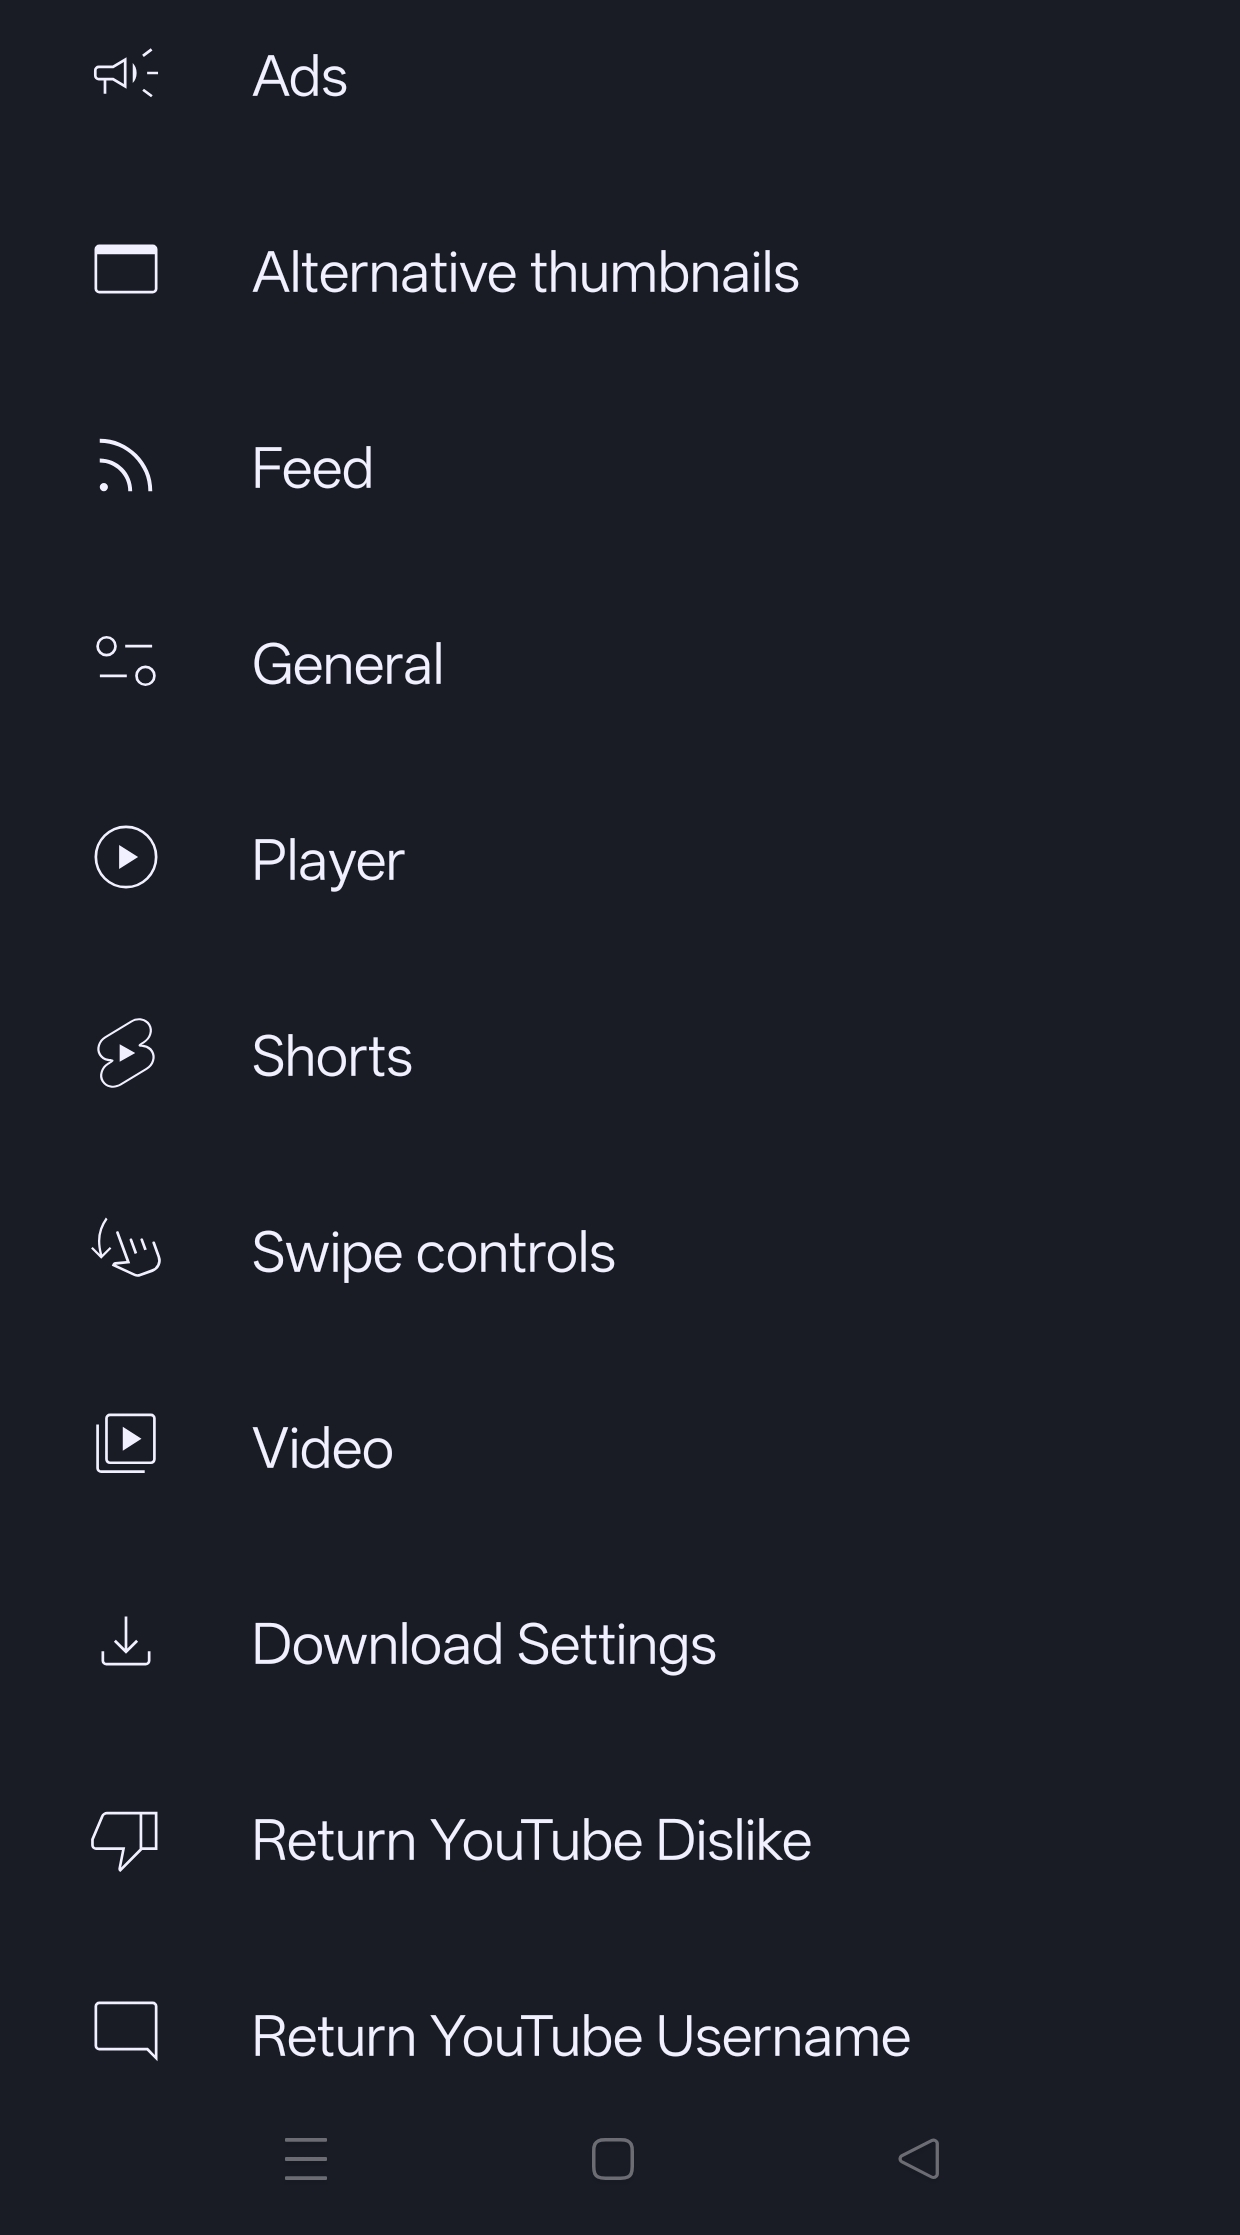 Ads
Alternative thumbnails
Feed
General
Player
Shorts
Swipe controls
Video
Download Settings
Return YouTube Dislike
Return YouTube Username